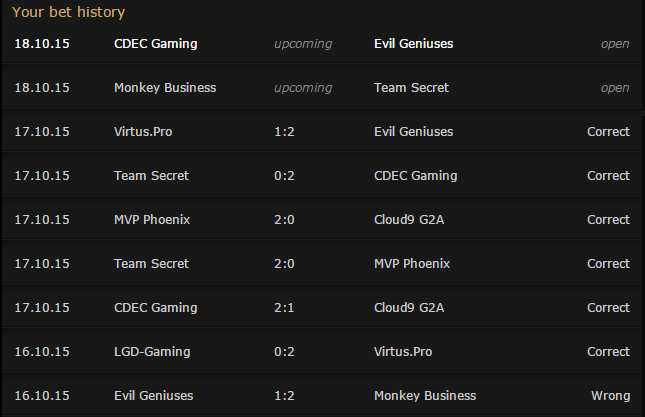 Your bet history
18.10.15 CDEC Gaming upcoming Evil Geniuses open
18.10.15 Monkey Business upcoming Team Secret open
17.10.15 Virtus.Pro 1:2 Evil Geniuses Correct
17.10.15 Team Secret 0:2 CDEC Gaming Correct
17.10.15 MVP Phoenix 2:0 Cloud9 G2A Correct
17.10.15 Team Secret 2:0 MVP Phoenix Correct
17.10.15 CDEC Gaming 2:1 Cloud9 G2A Correct
16.10.15 LGD-Gaming 0:2 Virtus.Pro Correct
16.10.15 Evil Geniuses 1:2 Monkey Business Wrong